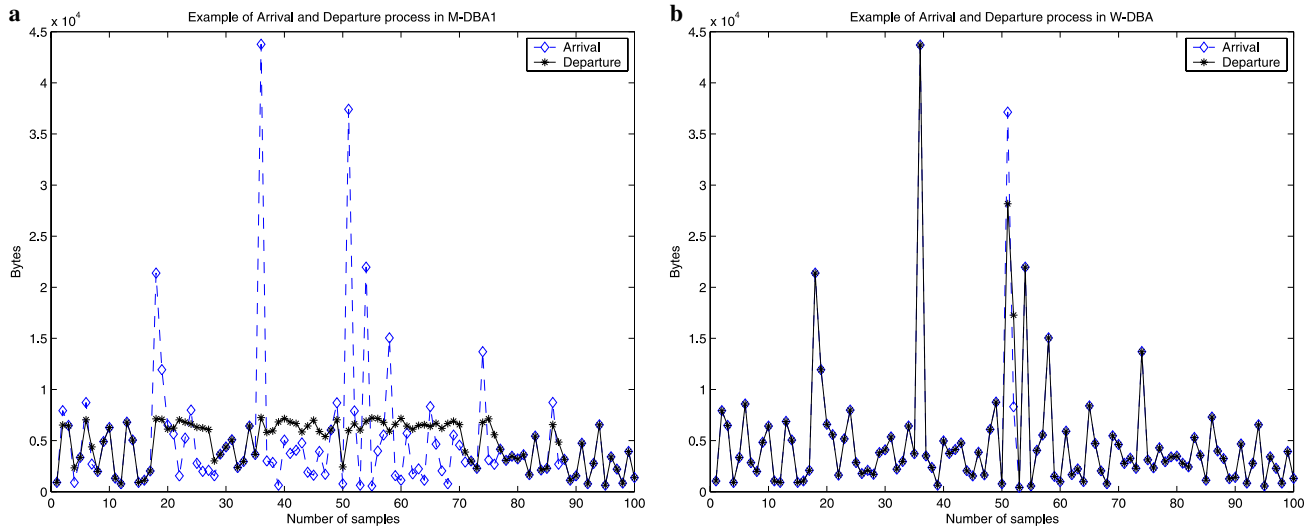 a
Example of Arrival and Departure process in M-DBA1
x 10^4
4.5
4
3.5
3
2.5
2
1.5
1
0.5
0
Bytes
0 10 20 30 40 50 60 70 80 90 100
Number of samples
Arrival
Departure
b
Example of Arrival and Departure process in W-DBA
x 10^4
4.5
4
3.5
3
2.5
2
1.5
1
0.5
0
Bytes
0 10 20 30 40 50 60 70 80 90 100
Number of samples
Arrival
Departure